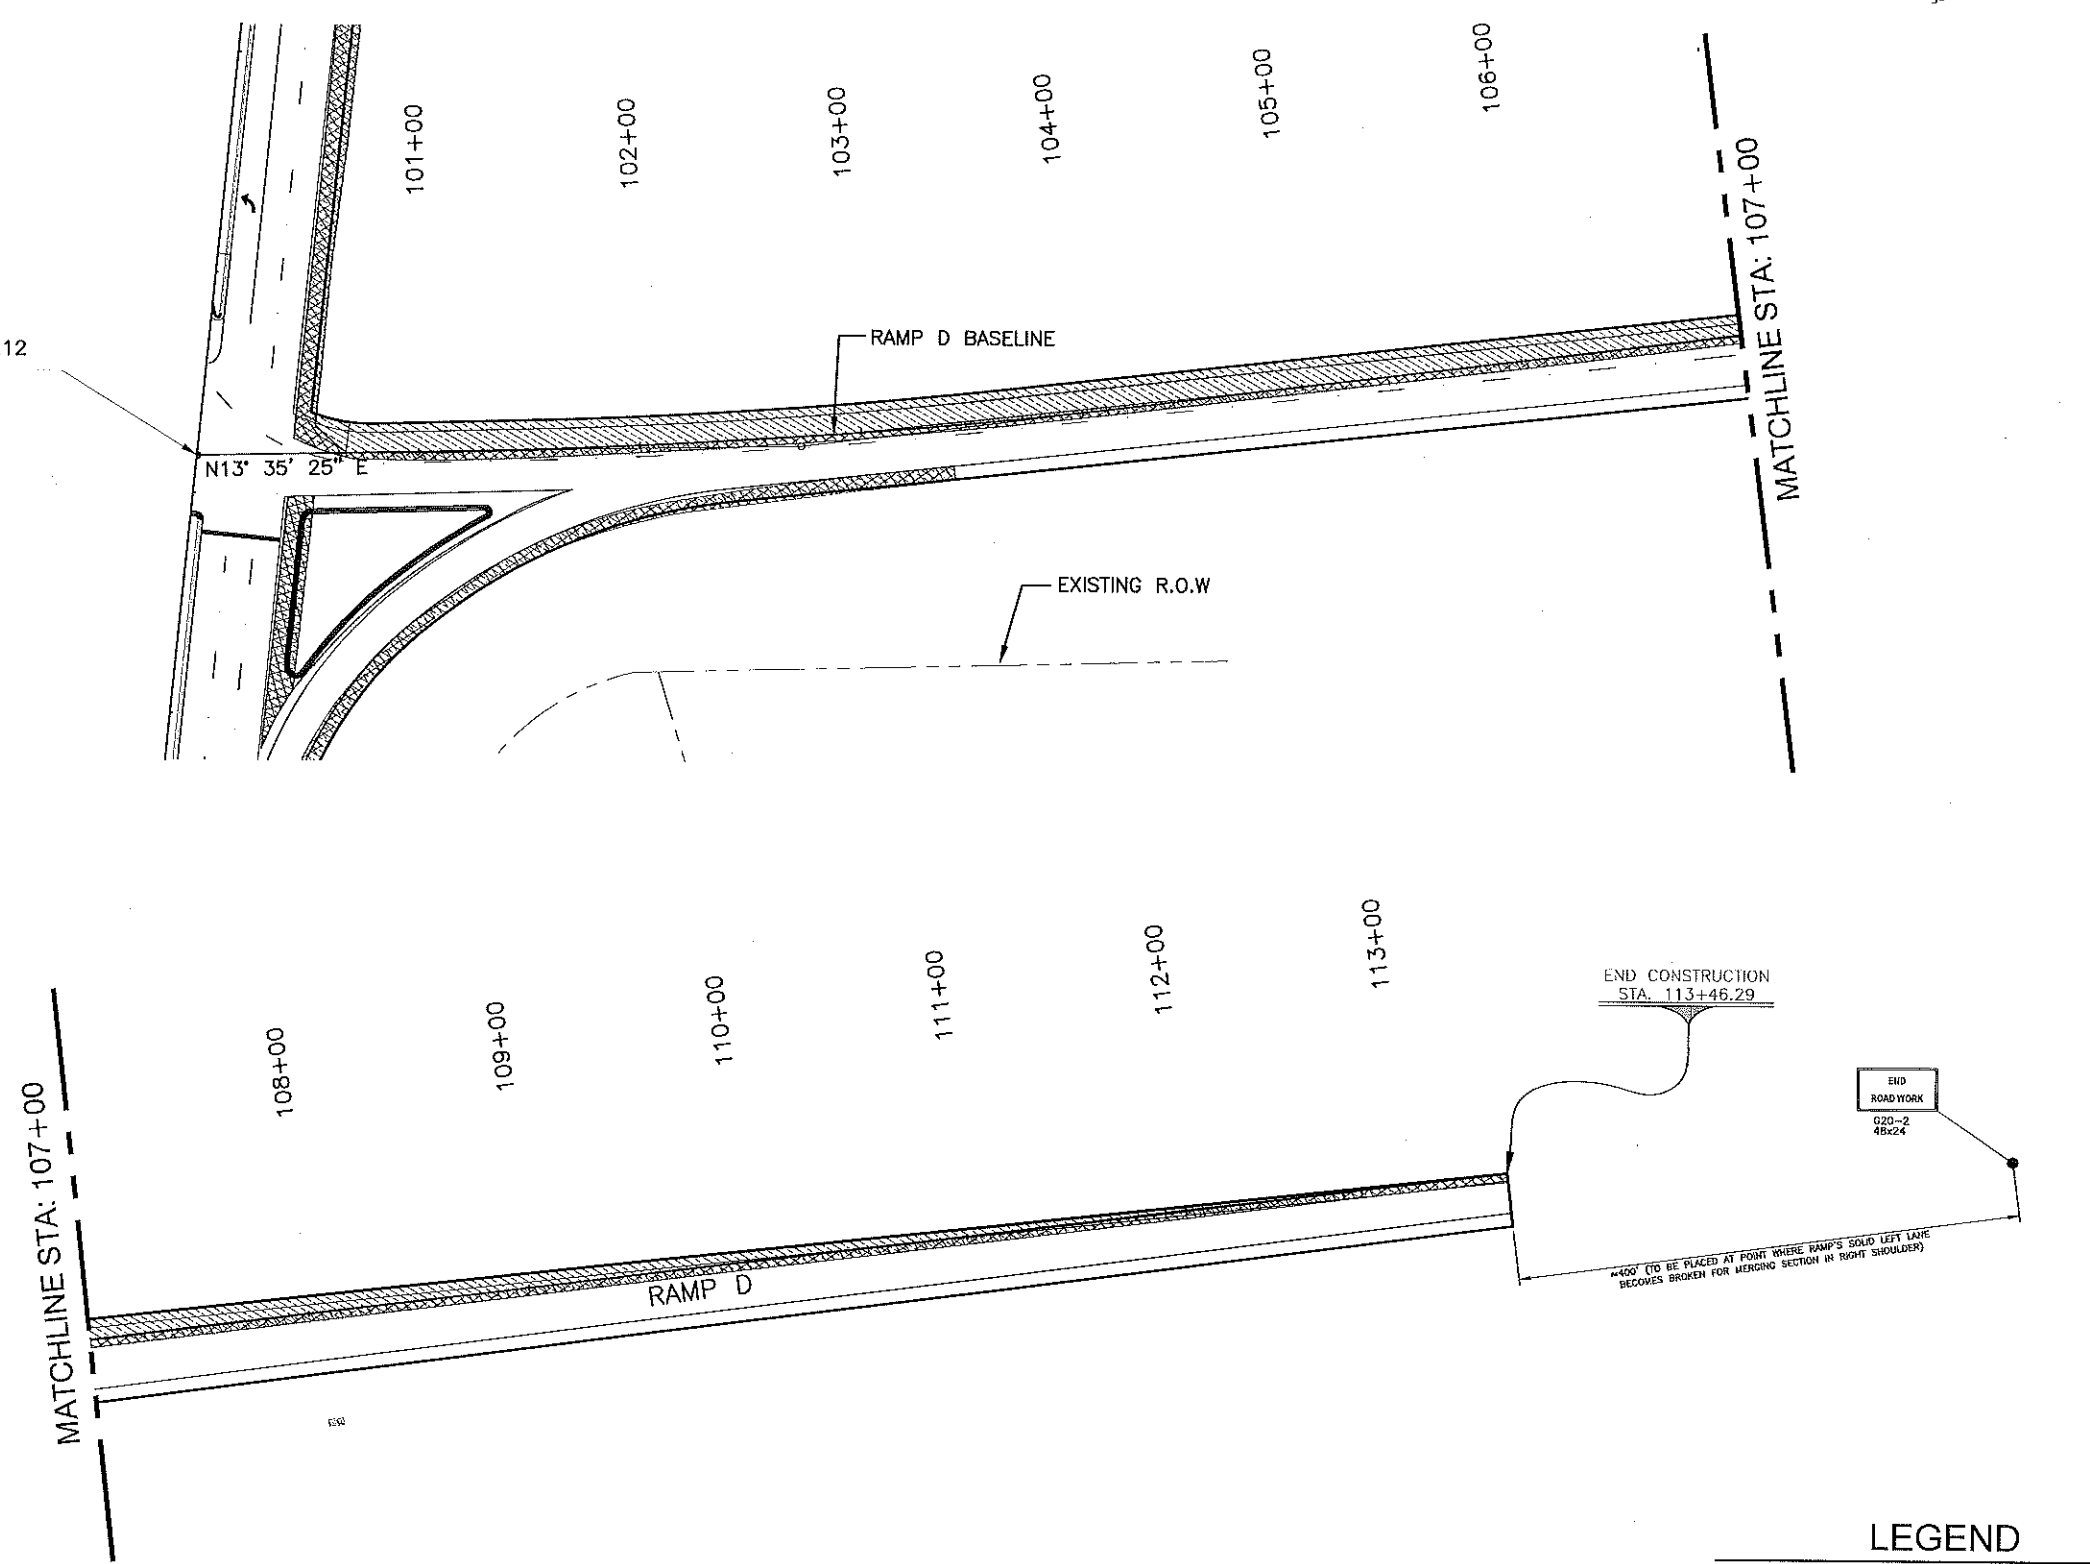 101+00
102+00
103+00
104+00
105+00
106+00
MATCHLINE STA: 107+00
12
RAMP D BASELINE
N13° 35' 25" E
EXISTING R.O.W
MATCHLINE STA: 107+00
108+00
109+00
110+00
111+00
112+00
113+00
END CONSTRUCTION
STA. 113+46.29
END
ROAD WORK
G20-2
48x24
RAMP D
≈400' (TO BE PLACED AT POINT WHERE RAMP'S SOLID LEFT LANE
BECOMES BROKEN FOR MERGING SECTION IN RIGHT SHOULDER)
LEGEND